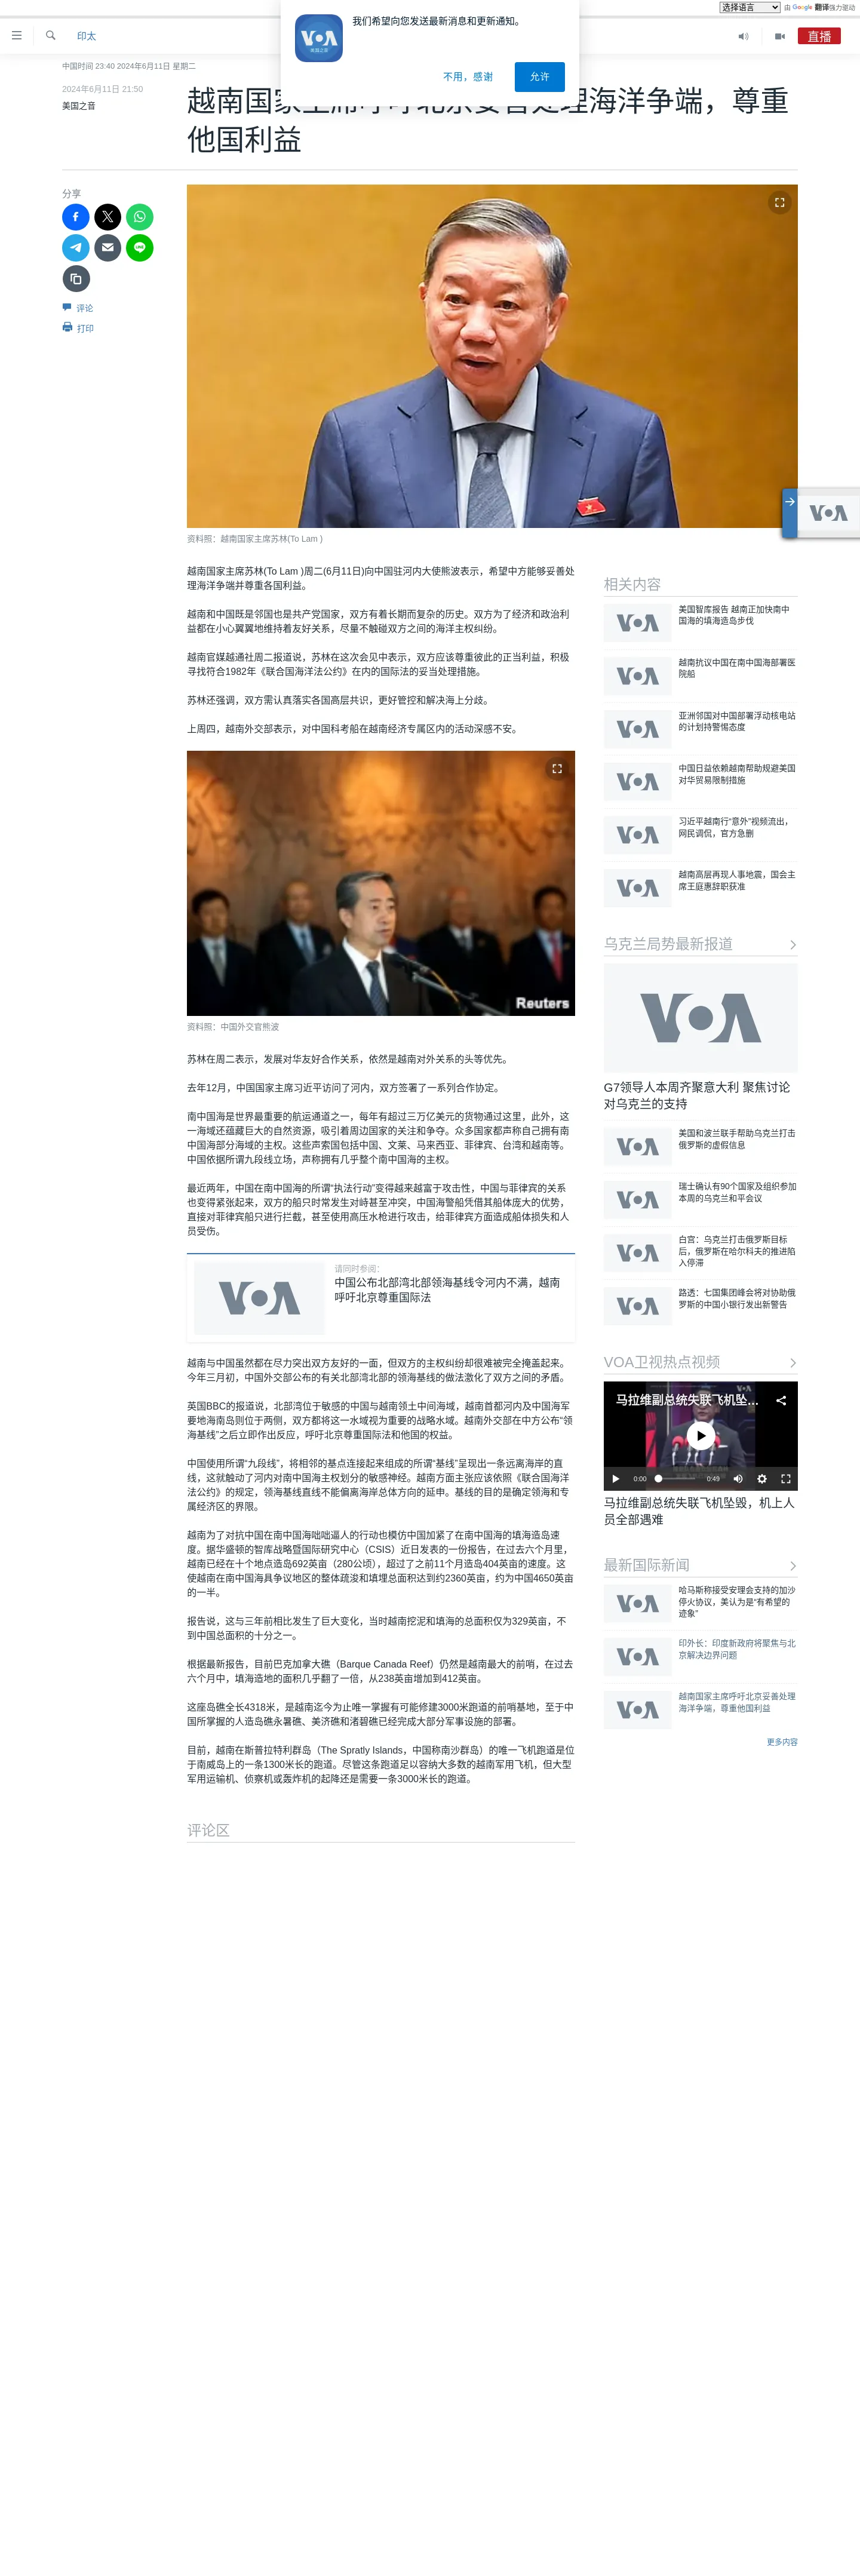 选择语言
由 Google 翻译强力驱动
我们希望向您发送最新消息和更新通知。
VOA
美国之音
不用，感谢
允许
印太
直播
中国时间 23:40 2024年6月11日 星期二
2024年6月11日 21:50
美国之音
越南国家主席呼吁北京妥善处理海洋争端，尊重
他国利益
分享
评论
打印
资料照：越南国家主席苏林(To Lam )
VOA
越南国家主席苏林(To Lam )周二(6月11日)向中国驻河内大使熊波表示，希望中方能够妥善处
理海洋争端并尊重各国利益。
越南和中国既是邻国也是共产党国家，双方有着长期而复杂的历史。双方为了经济和政治利
益都在小心翼翼地维持着友好关系，尽量不触碰双方之间的海洋主权纠纷。
越南官媒越通社周二报道说，苏林在这次会见中表示，双方应该尊重彼此的正当利益，积极
寻找符合1982年《联合国海洋法公约》在内的国际法的妥当处理措施。
苏林还强调，双方需认真落实各国高层共识，更好管控和解决海上分歧。
上周四，越南外交部表示，对中国科考船在越南经济专属区内的活动深感不安。
Reuters
资料照：中国外交官熊波
苏林在周二表示，发展对华友好合作关系，依然是越南对外关系的头等优先。
去年12月，中国国家主席习近平访问了河内，双方签署了一系列合作协定。
南中国海是世界最重要的航运通道之一，每年有超过三万亿美元的货物通过这里，此外，这
一海域还蕴藏巨大的自然资源，吸引着周边国家的关注和争夺。众多国家都声称自己拥有南
中国海部分海域的主权。这些声索国包括中国、文莱、马来西亚、菲律宾、台湾和越南等。
中国依据所谓九段线立场，声称拥有几乎整个南中国海的主权。
最近两年，中国在南中国海的所谓“执法行动”变得越来越富于攻击性，中国与菲律宾的关系
也变得紧张起来，双方的船只时常发生对峙甚至冲突，中国海警船凭借其船体庞大的优势，
直接对菲律宾船只进行拦截，甚至使用高压水枪进行攻击，给菲律宾方面造成船体损失和人
员受伤。
VOA
请同时参阅：
中国公布北部湾北部领海基线令河内不满，越南
呼吁北京尊重国际法
越南与中国虽然都在尽力突出双方友好的一面，但双方的主权纠纷却很难被完全掩盖起来。
今年三月初，中国外交部公布的有关北部湾北部的领海基线的做法激化了双方之间的矛盾。
英国BBC的报道说，北部湾位于敏感的中国与越南领土中间海域，越南首都河内及中国海军
要地海南岛则位于两侧，双方都将这一水域视为重要的战略水域。越南外交部在中方公布“领
海基线”之后立即作出反应，呼吁北京尊重国际法和他国的权益。
中国使用所谓“九段线”，将相邻的基点连接起来组成的所谓“基线”呈现出一条远离海岸的直
线，这就触动了河内对南中国海主权划分的敏感神经。越南方面主张应该依照《联合国海洋
法公约》的规定，领海基线直线不能偏离海岸总体方向的延申。基线的目的是确定领海和专
属经济区的界限。
越南为了对抗中国在南中国海咄咄逼人的行动也模仿中国加紧了在南中国海的填海造岛速
度。据华盛顿的智库战略暨国际研究中心（CSIS）近日发表的一份报告，在过去六个月里，
越南已经在十个地点造岛692英亩（280公顷），超过了之前11个月造岛404英亩的速度。这
使越南在南中国海具争议地区的整体疏浚和填埋总面积达到约2360英亩，约为中国4650英亩
的一半。
报告说，这与三年前相比发生了巨大变化，当时越南挖泥和填海的总面积仅为329英亩，不
到中国总面积的十分之一。
根据最新报告，目前巴克加拿大礁（Barque Canada Reef）仍然是越南最大的前哨，在过去
六个月中，填海造地的面积几乎翻了一倍，从238英亩增加到412英亩。
这座岛礁全长4318米，是越南迄今为止唯一掌握有可能修建3000米跑道的前哨基地，至于中
国所掌握的人造岛礁永暑礁、美济礁和渚碧礁已经完成大部分军事设施的部署。
目前，越南在斯普拉特利群岛（The Spratly Islands，中国称南沙群岛）的唯一飞机跑道是位
于南威岛上的一条1300米长的跑道。尽管这条跑道足以容纳大多数的越南军用飞机，但大型
军用运输机、侦察机或轰炸机的起降还是需要一条3000米长的跑道。
评论区
相关内容
VOA
美国智库报告 越南正加快南中
国海的填海造岛步伐
VOA
越南抗议中国在南中国海部署医
院船
VOA
亚洲邻国对中国部署浮动核电站
的计划持警惕态度
VOA
中国日益依赖越南帮助规避美国
对华贸易限制措施
VOA
习近平越南行“意外”视频流出，
网民调侃，官方急删
VOA
越南高层再现人事地震，国会主
席王庭惠辞职获准
乌克兰局势最新报道
VOA
G7领导人本周齐聚意大利 聚焦讨论
对乌克兰的支持
VOA
美国和波兰联手帮助乌克兰打击
俄罗斯的虚假信息
VOA
瑞士确认有90个国家及组织参加
本周的乌克兰和平会议
VOA
白宫：乌克兰打击俄罗斯目标
后，俄罗斯在哈尔科夫的推进陷
入停滞
VOA
路透：七国集团峰会将对协助俄
罗斯的中国小银行发出新警告
VOA卫视热点视频
马拉维副总统失联飞机坠...
VOA
0:00
0:49
马拉维副总统失联飞机坠毁，机上人
员全部遇难
最新国际新闻
VOA
哈马斯称接受安理会支持的加沙
停火协议，美认为是“有希望的
迹象”
VOA
印外长：印度新政府将聚焦与北
京解决边界问题
VOA
越南国家主席呼吁北京妥善处理
海洋争端，尊重他国利益
更多内容